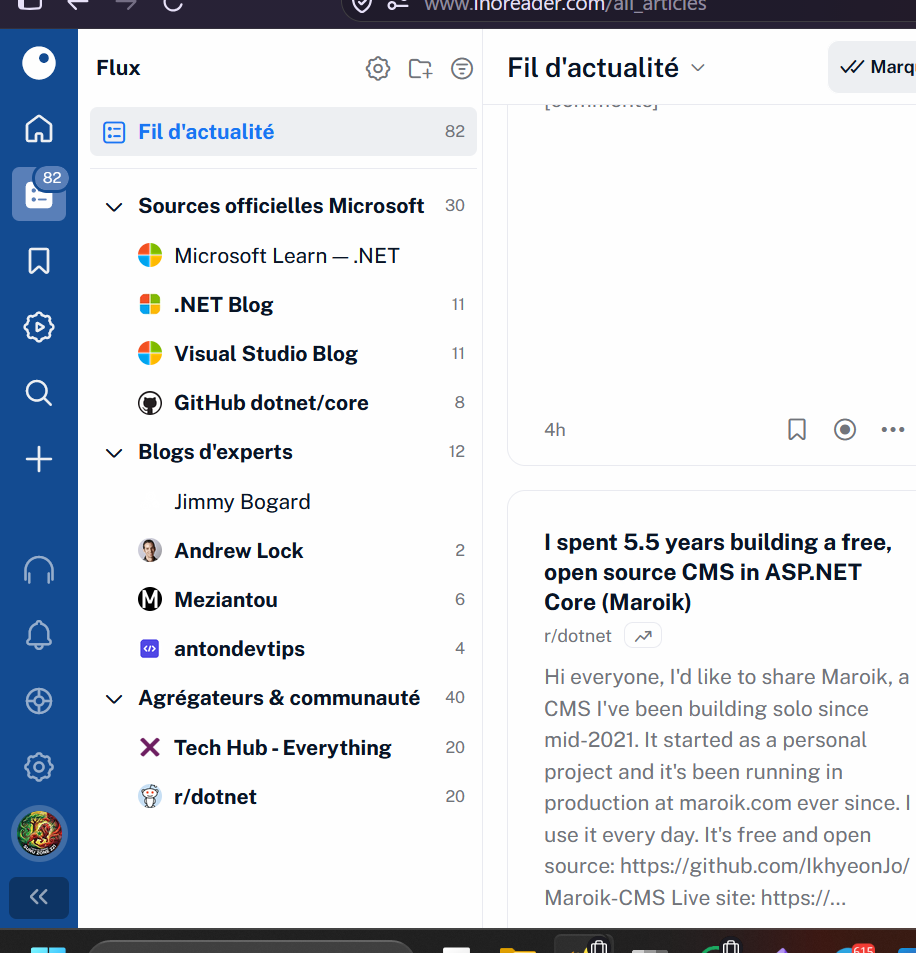 www.inoreader.com/all_articles
Flux
Fil d'actualité
Marq
Fil d'actualité 82
82
[comments]
Sources officielles Microsoft 30
Microsoft Learn — .NET
.NET Blog 11
Visual Studio Blog 11
GitHub dotnet/core 8
4h
Blogs d'experts 12
Jimmy Bogard
Andrew Lock 2
Meziantou 6
antondevtips 4
Agrégateurs & communauté 40
Tech Hub - Everything 20
r/dotnet 20
I spent 5.5 years building a free,
open source CMS in ASP.NET
Core (Maroik)
r/dotnet
Hi everyone, I'd like to share Maroik, a
CMS I've been building solo since
mid-2021. It started as a personal
project and it's been running in
production at maroik.com ever since. I
use it every day. It's free and open
source: https://github.com/IkhyeonJo/
Maroik-CMS Live site: https://...
615